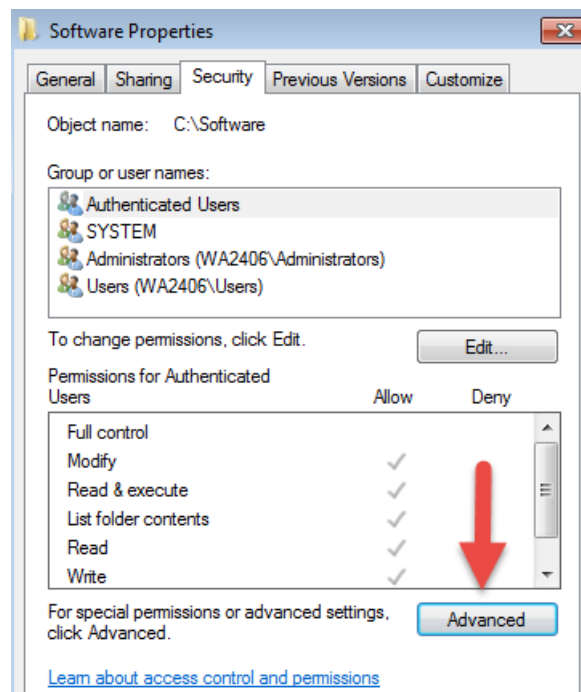 Software Properties
General Sharing Security Previous Versions Customize
Object name: C:\Software
Group or user names:
Authenticated Users
SYSTEM
Administrators (WA2406\Administrators)
Users (WA2406\Users)
To change permissions, click Edit.
Edit...
Permissions for Authenticated
Users Allow Deny
Full control
Modify
Read & execute
List folder contents
Read
Write
For special permissions or advanced settings,
click Advanced.
Advanced
Learn about access control and permissions